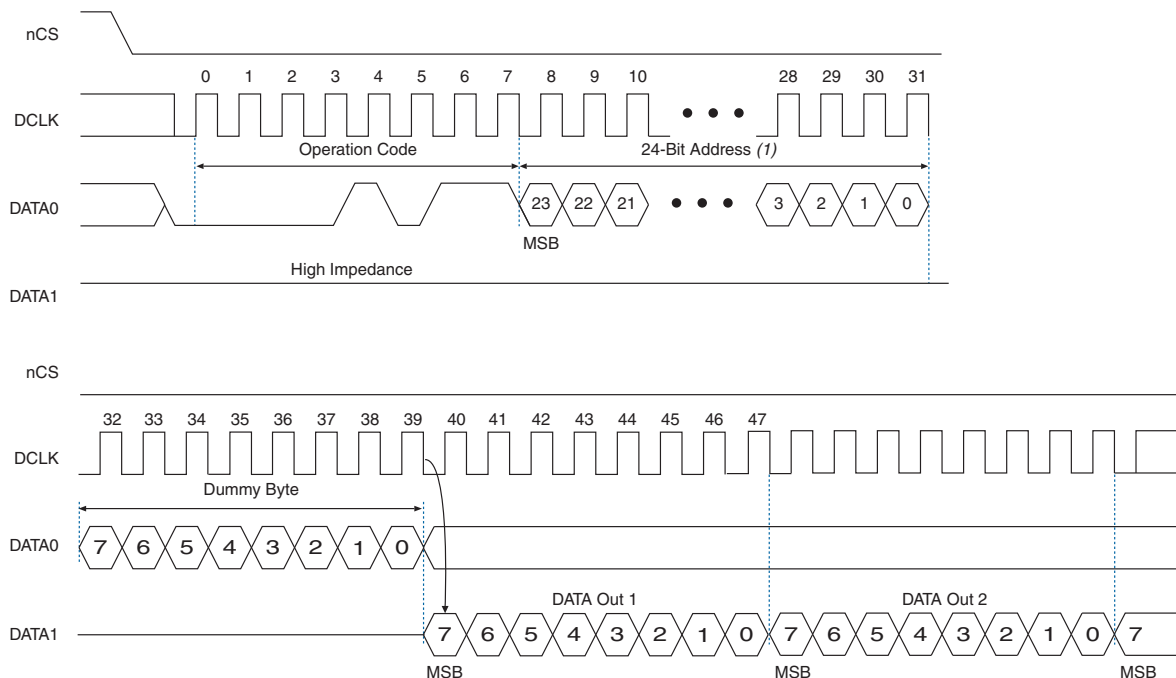 nCS
0 1 2 3 4 5 6 7 8 9 10 28 29 30 31
DCLK
Operation Code 24-Bit Address (1)
DATA0 23 22 21 3 2 1 0
MSB
High Impedance
DATA1
nCS
32 33 34 35 36 37 38 39 40 41 42 43 44 45 46 47
DCLK
Dummy Byte
DATA0 7 6 5 4 3 2 1 0
DATA Out 1 DATA Out 2
DATA1 7 6 5 4 3 2 1 0 7 6 5 4 3 2 1 0 7
MSB MSB MSB